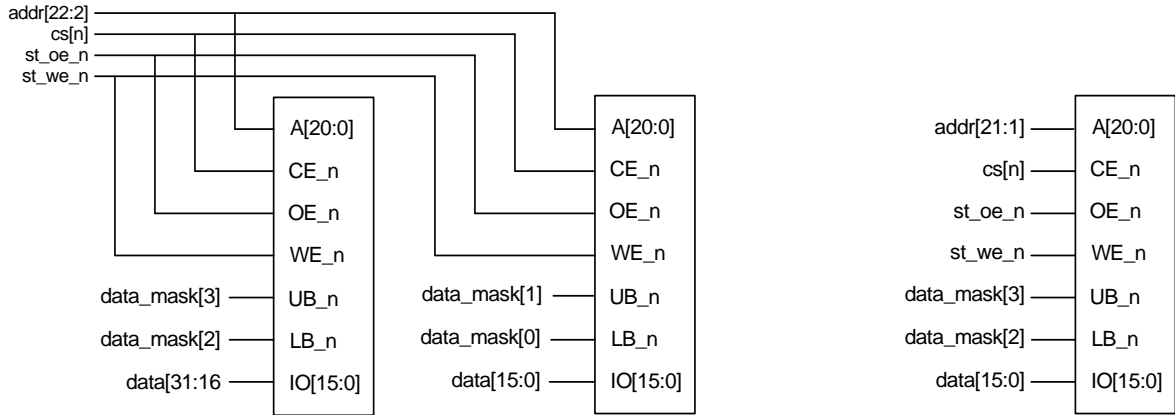 addr[22:2]
cs[n]
st_oe_n
st_we_n
A[20:0]
CE_n
OE_n
WE_n
data_mask[3] UB_n
data_mask[2] LB_n
data[31:16 IO[15:0]
A[20:0]
CE_n
OE_n
WE_n
data_mask[1] UB_n
data_mask[0] LB_n
data[15:0] IO[15:0]
addr[21:1] A[20:0]
cs[n] CE_n
st_oe_n OE_n
st_we_n WE_n
data_mask[3] UB_n
data_mask[2] LB_n
data[15:0] IO[15:0]